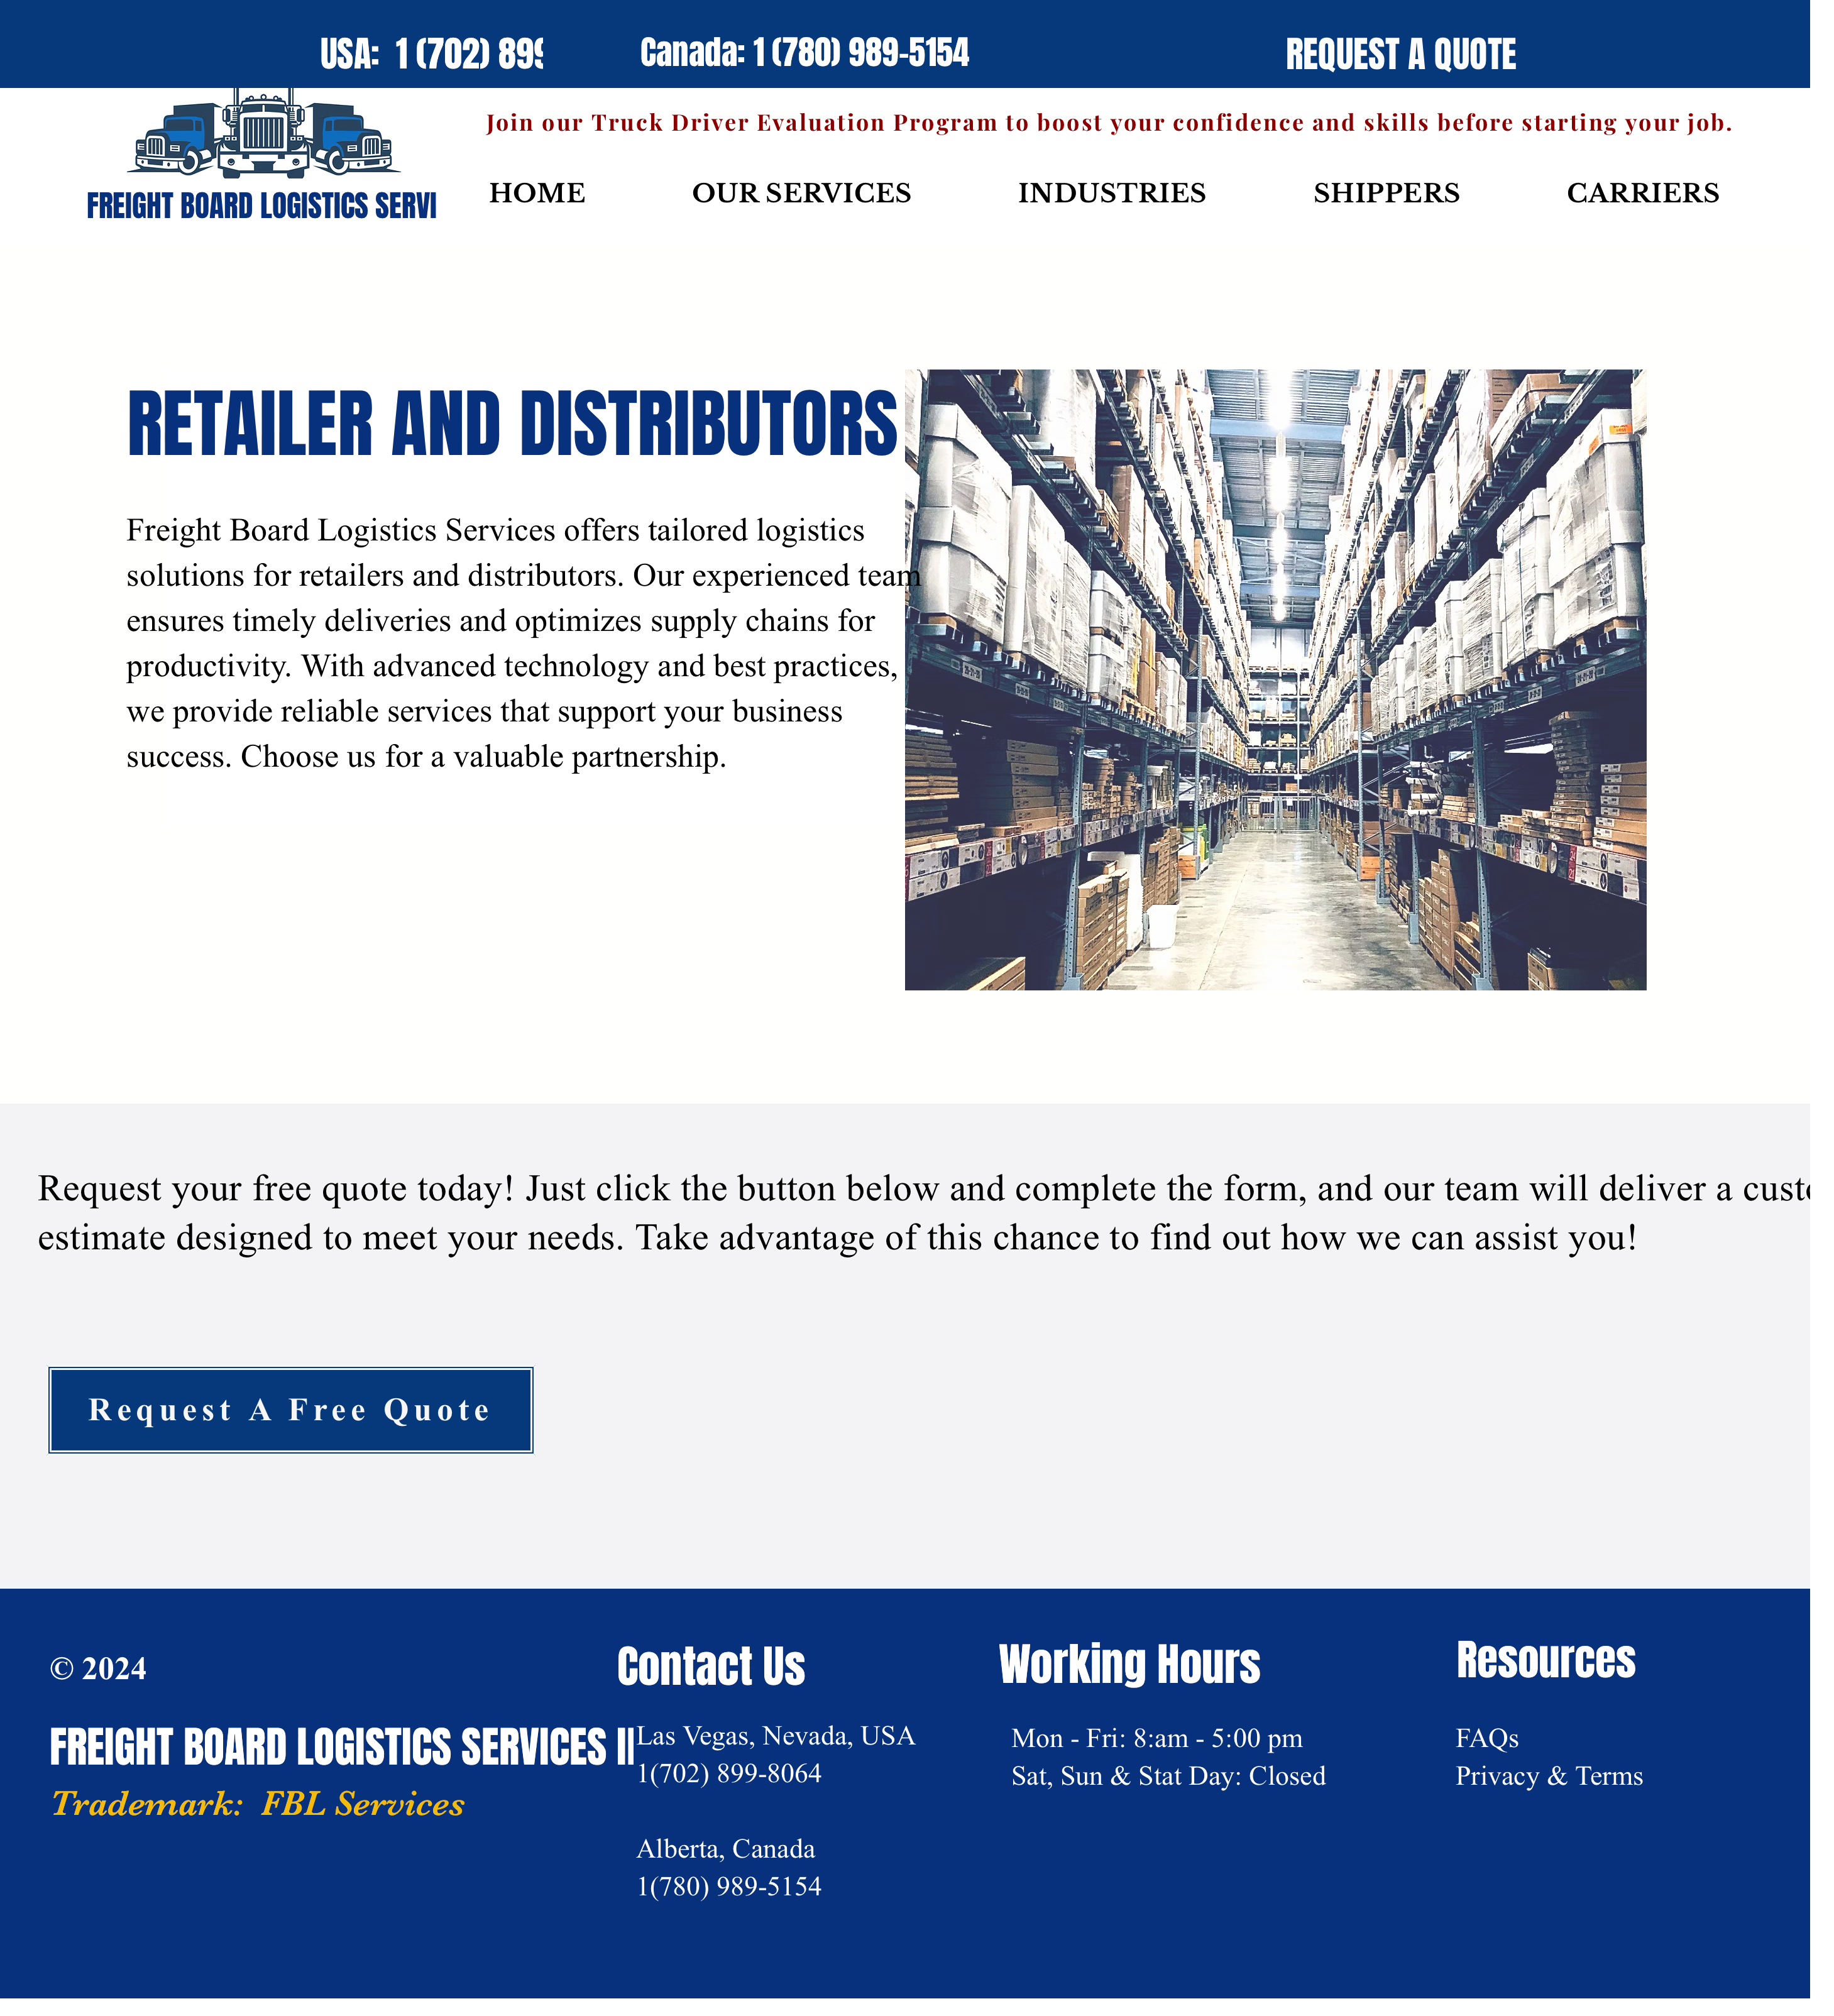 USA: 1 (702) 899
Canada: 1 (780) 989-5154
REQUEST A QUOTE
Join our Truck Driver Evaluation Program to boost your confidence and skills before starting your job.
FREIGHT BOARD LOGISTICS SERVI
HOME
OUR SERVICES
INDUSTRIES
SHIPPERS
CARRIERS
RETAILER AND DISTRIBUTORS
Freight Board Logistics Services offers tailored logistics
solutions for retailers and distributors. Our experienced team
ensures timely deliveries and optimizes supply chains for
productivity. With advanced technology and best practices,
we provide reliable services that support your business
success. Choose us for a valuable partnership.
Request your free quote today! Just click the button below and complete the form, and our team will deliver a
estimate designed to meet your needs. Take advantage of this chance to find out how we can assist you!
Request A Free Quote
© 2024
FREIGHT BOARD LOGISTICS SERVICES
Trademark: FBL Services
Contact Us
Las Vegas, Nevada, USA
1(702) 899-8064
Alberta, Canada
1(780) 989-5154
Working Hours
Mon - Fri: 8:am - 5:00 pm
Sat, Sun & Stat Day: Closed
Resources
FAQs
Privacy & Terms